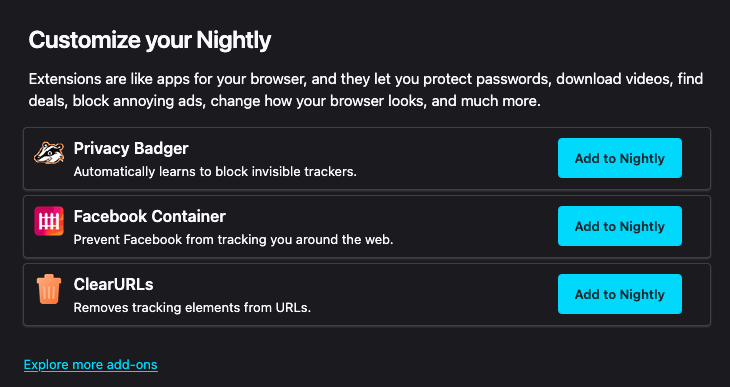 Customize your Nightly
Extensions are like apps for your browser, and they let you protect passwords, download videos, find
deals, block annoying ads, change how your browser looks, and much more.
Privacy Badger
Automatically learns to block invisible trackers.
Add to Nightly
Facebook Container
Prevent Facebook from tracking you around the web.
Add to Nightly
ClearURLs
Removes tracking elements from URLs.
Add to Nightly
Explore more add-ons